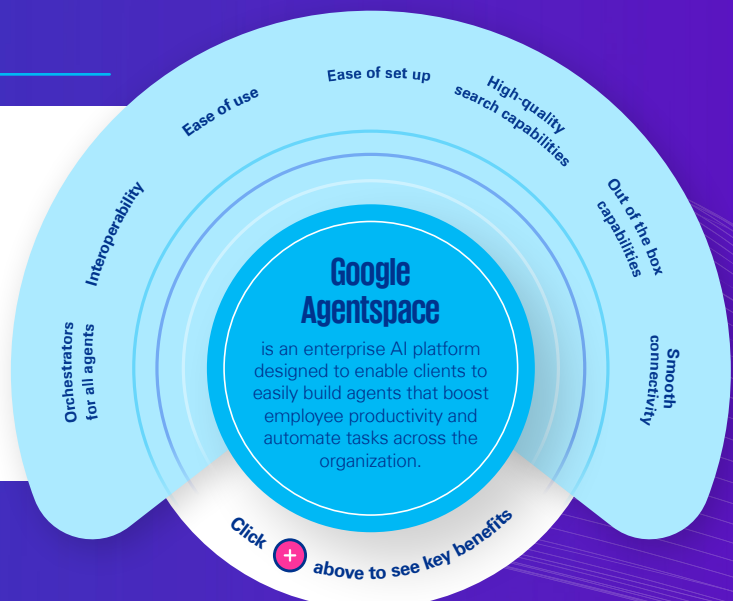 Orchestrators
for all agents
Interoperability
Ease of use
Ease of set up
High-quality
search capabilities
Out of the box
capabilities
Smooth
connectivity
Google
Agentspace
is an enterprise AI platform
designed to enable clients to
easily build agents that boost
employee productivity and
automate tasks across the
organization.
Click + above to see key benefits